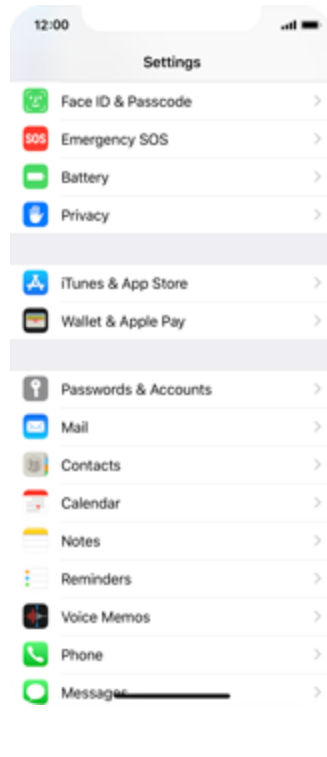 12:00
Settings
Face ID & Passcode
SOS
Emergency SOS
Battery
Privacy
iTunes & App Store
Wallet & Apple Pay
Passwords & Accounts
Mail
Contacts
Calendar
Notes
Reminders
Voice Memos
Phone
Messages